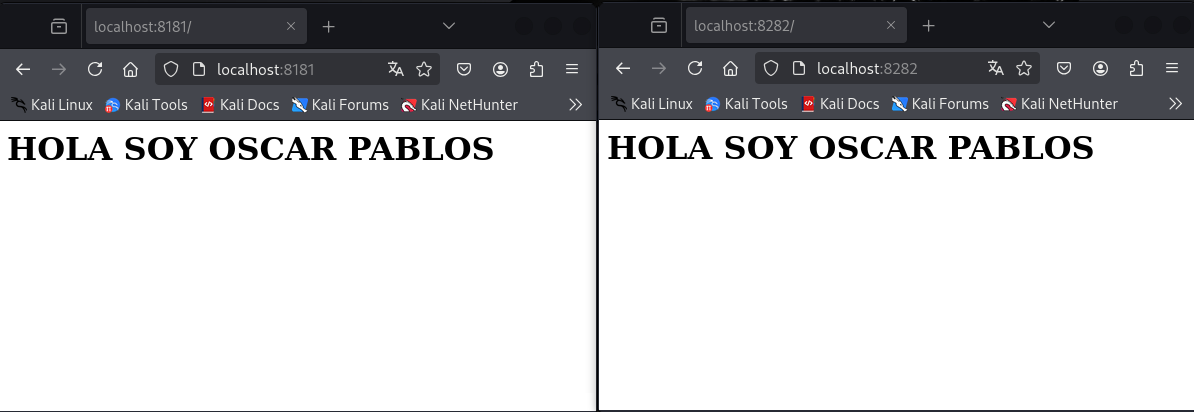 localhost:8181/
localhost:8181
Kali Linux Kali Tools Kali Docs Kali Forums Kali NetHunter
HOLA SOY OSCAR PABLOS
localhost:8282/
localhost:8282
Kali Linux Kali Tools Kali Docs Kali Forums Kali NetHunter
HOLA SOY OSCAR PABLOS